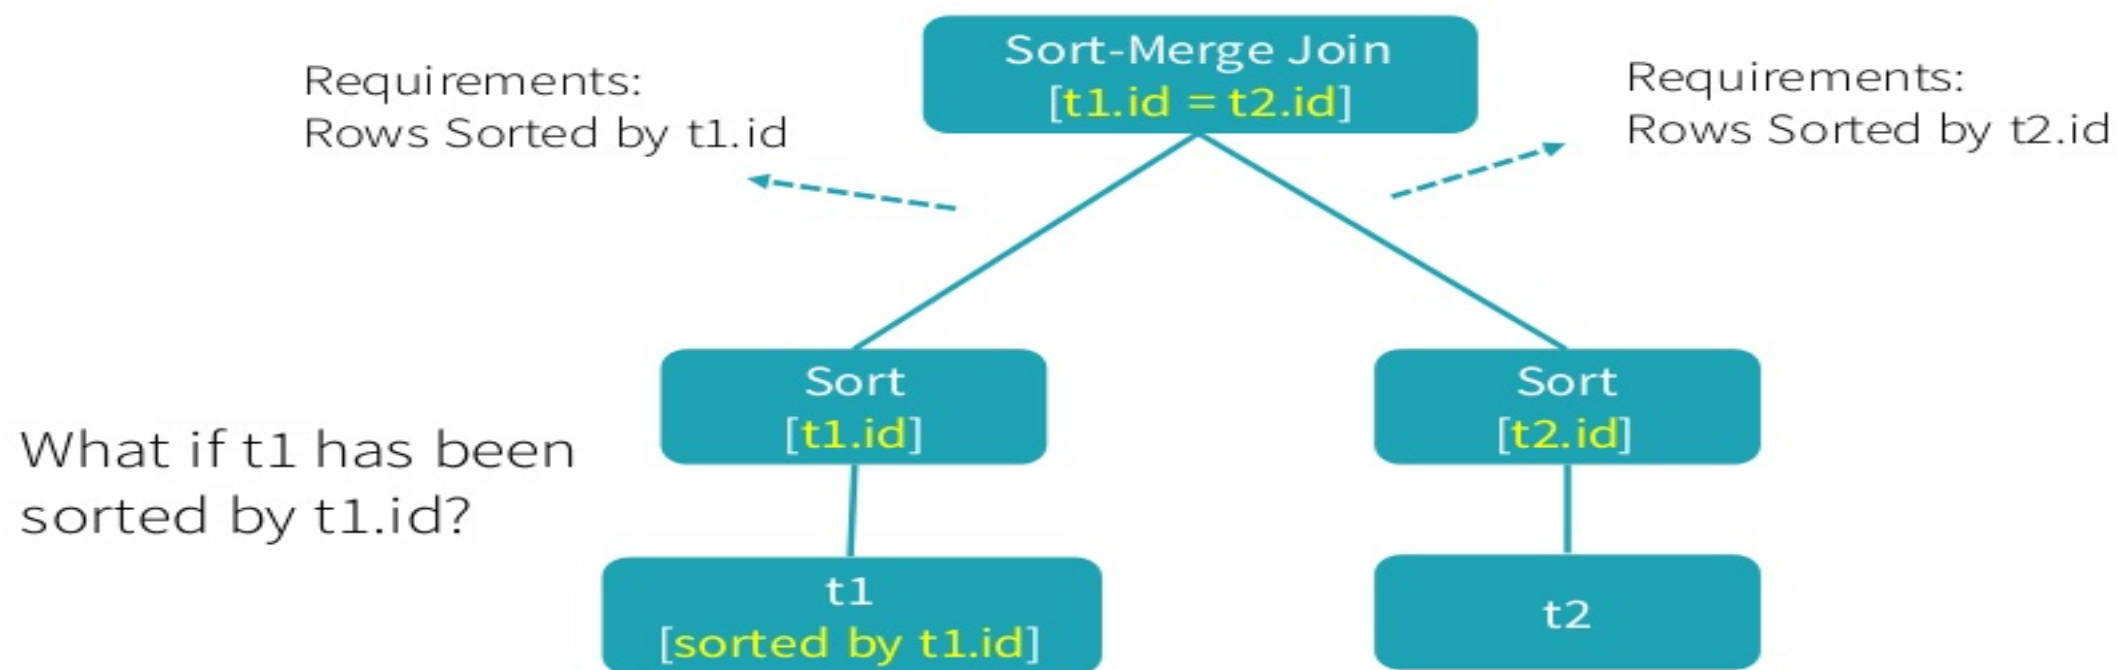 Sort-Merge Join
[t1.id = t2.id]
Requirements:
Rows Sorted by t1.id
Requirements:
Rows Sorted by t2.id
Sort
[t1.id]
Sort
[t2.id]
What if t1 has been
sorted by t1.id?
t1
[sorted by t1.id]
t2